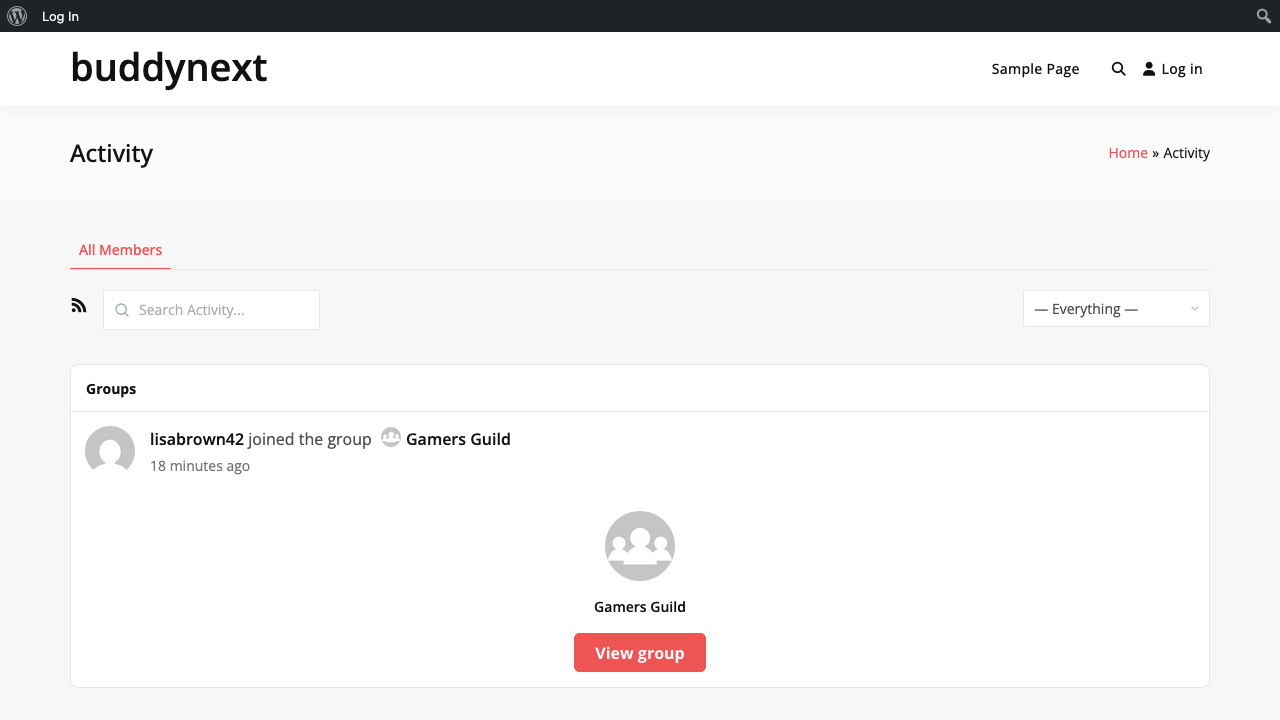 Log In
buddynext
Sample Page
Log in
Activity
Home » Activity
All Members
Search Activity...
— Everything —
Groups
lisabrown42 joined the group Gamers Guild
18 minutes ago
Gamers Guild
View group